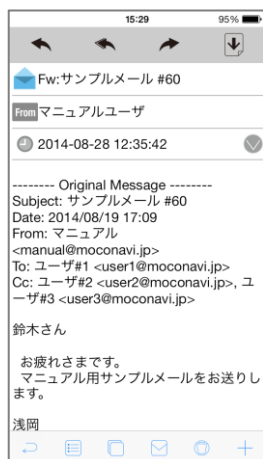 15:29 95%
Fw:サンプルメール #60
From マニュアルユーザ
2014-08-28 12:35:42
-------- Original Message --------
Subject: サンプルメール #60
Date: 2014/08/19 17:09
From: マニュアル
<manual@moconavi.jp>
To: ユーザ#1 <user1@moconavi.jp>
Cc: ユーザ#2 <user2@moconavi.jp>, ユ
ーザ#3 <user3@moconavi.jp>
鈴木さん
お疲れさまです。
マニュアル用サンプルメールをお送りし
ます。
浅岡